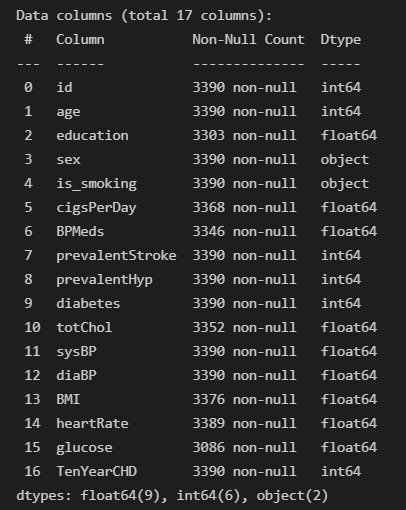 Data columns (total 17 columns):
 #   Column           Non-Null Count  Dtype
---  ------           --------------  -----
 0   id               3390 non-null   int64
 1   age              3390 non-null   int64
 2   education        3303 non-null   float64
 3   sex              3390 non-null   object
 4   is_smoking       3390 non-null   object
 5   cigsPerDay       3368 non-null   float64
 6   BPMeds           3346 non-null   float64
 7   prevalentStroke  3390 non-null   int64
 8   prevalentHyp     3390 non-null   int64
 9   diabetes         3390 non-null   int64
 10  totChol          3352 non-null   float64
 11  sysBP            3390 non-null   float64
 12  diaBP            3390 non-null   float64
 13  BMI              3376 non-null   float64
 14  heartRate        3389 non-null   float64
 15  glucose          3086 non-null   float64
 16  TenYearCHD       3390 non-null   int64
dtypes: float64(9), int64(6), object(2)